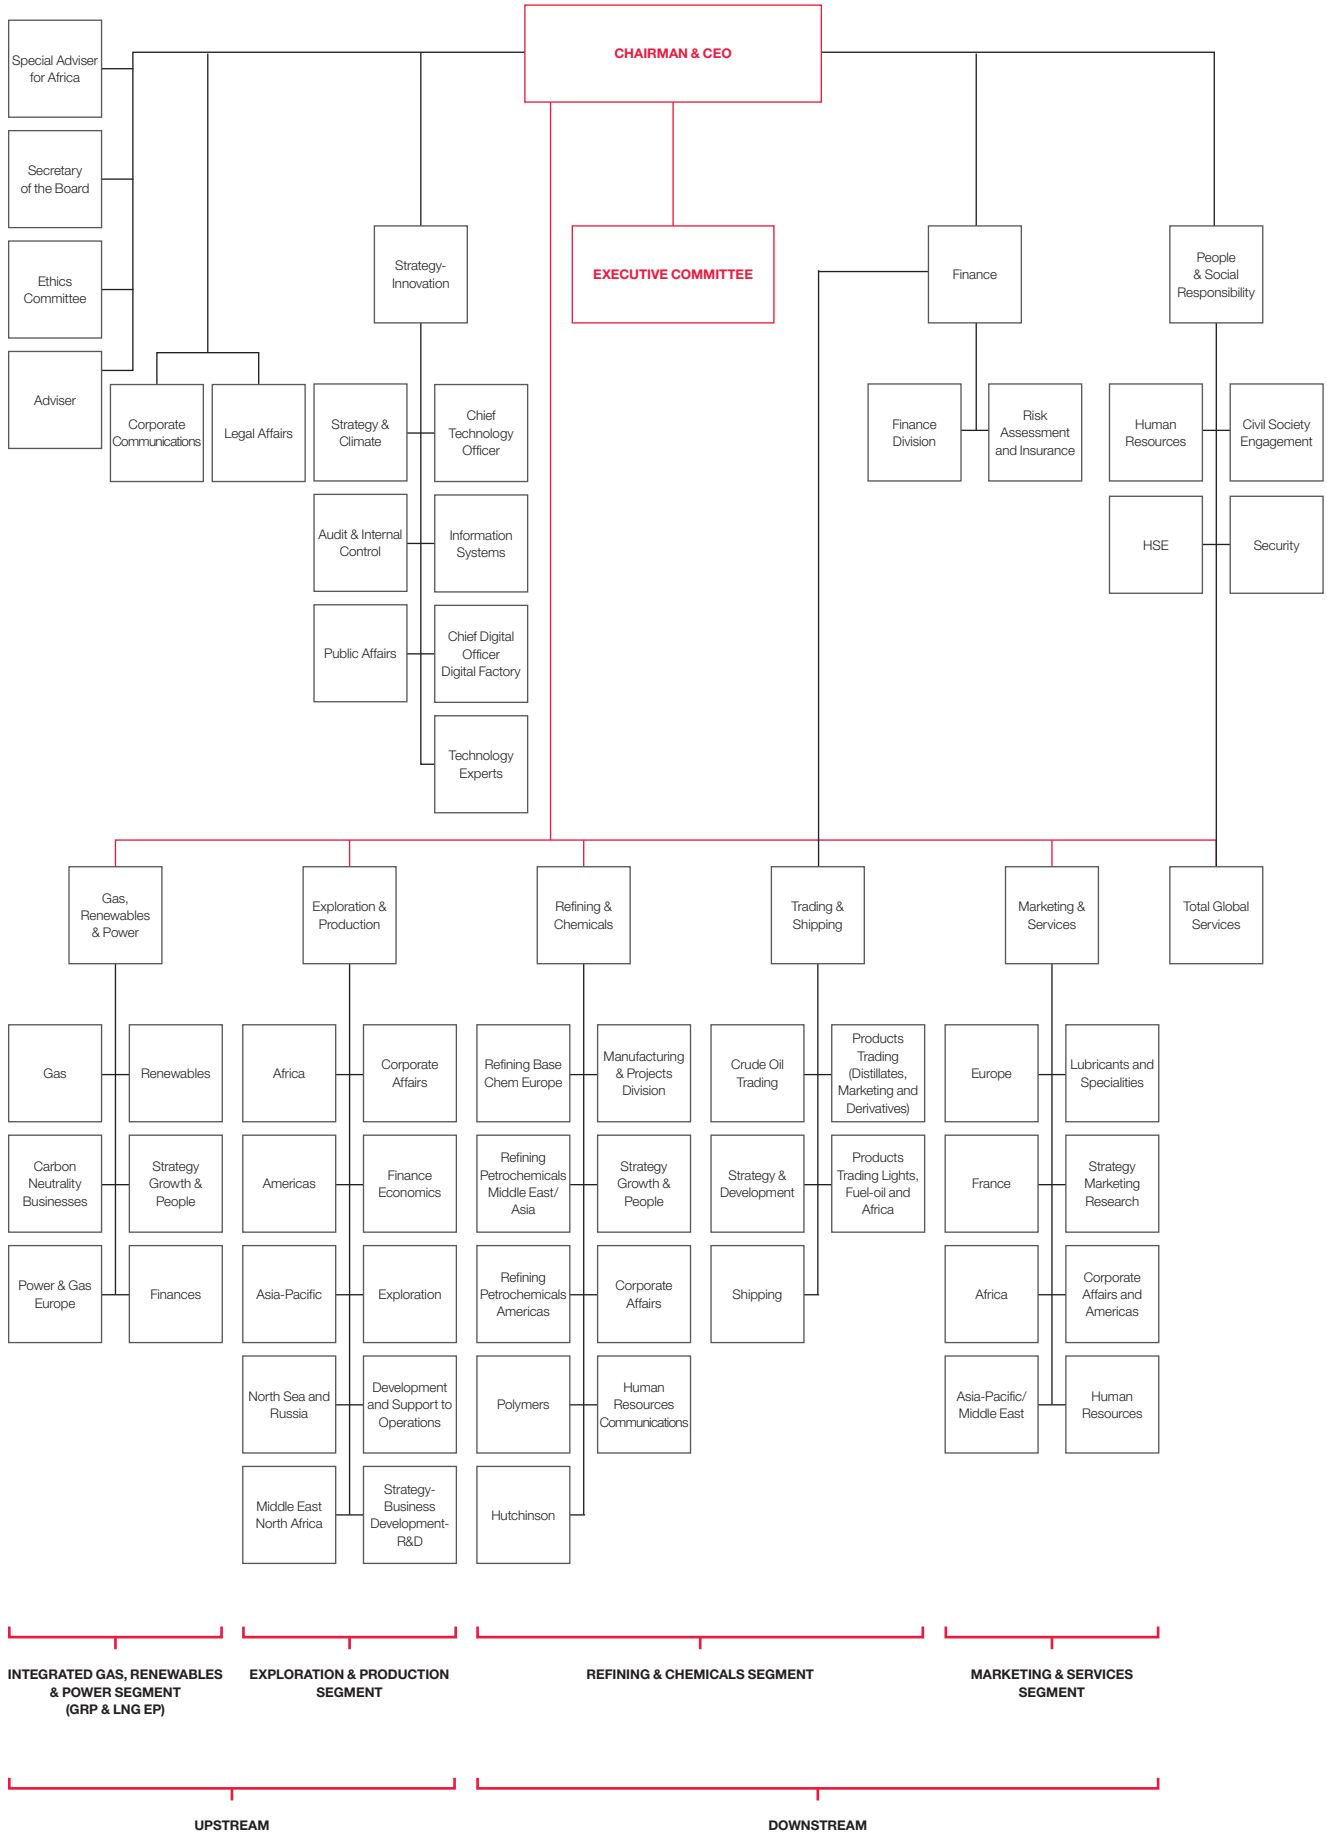 CHAIRMAN & CEO
Special Adviser
for Africa
Secretary
of the Board
Ethics
Committee
Adviser
Corporate
Communications
Legal Affairs
Strategy-
Innovation
EXECUTIVE COMMITTEE
Finance
People
& Social
Responsibility
Strategy &
Climate
Chief
Technology
Officer
Audit & Internal
Control
Information
Systems
Public Affairs
Chief Digital
Officer
Digital Factory
Technology
Experts
Finance
Division
Risk
Assessment
and Insurance
Human
Resources
Civil Society
Engagement
HSE
Security
Gas,
Renewables
& Power
Exploration &
Production
Refining &
Chemicals
Trading &
Shipping
Marketing &
Services
Total Global
Services
Gas
Renewables
Carbon
Neutrality
Businesses
Strategy
Growth &
People
Power & Gas
Europe
Finances
Africa
Corporate
Affairs
Americas
Finance
Economics
Asia-Pacific
Exploration
North Sea and
Russia
Development
and Support to
Operations
Middle East
North Africa
Strategy-
Business
Development-
R&D
Refining Base
Chem Europe
Manufacturing
& Projects
Division
Refining
Petrochemicals
Middle East/
Asia
Strategy
Growth &
People
Refining
Petrochemicals
Americas
Corporate
Affairs
Polymers
Human
Resources
Communications
Hutchinson
Crude Oil
Trading
Products
Trading
(Distillates,
Marketing and
Derivatives)
Strategy &
Development
Products
Trading Lights,
Fuel-oil and
Africa
Shipping
Europe
Lubricants and
Specialities
France
Strategy
Marketing
Research
Africa
Corporate
Affairs and
Americas
Asia-Pacific/
Middle East
Human
Resources
INTEGRATED GAS, RENEWABLES
& POWER SEGMENT
(GRP & LNG EP)
EXPLORATION & PRODUCTION
SEGMENT
REFINING & CHEMICALS SEGMENT
MARKETING & SERVICES
SEGMENT
UPSTREAM
DOWNSTREAM